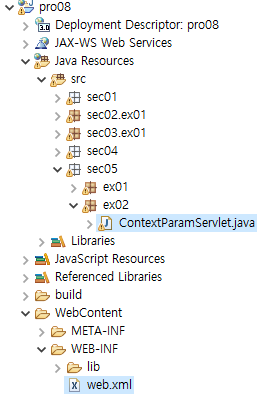 pro08
Deployment Descriptor: pro08
JAX-WS Web Services
Java Resources
src
sec01
sec02.ex01
sec03.ex01
sec04
sec05
ex01
ex02
ContextParamServlet.java
Libraries
JavaScript Resources
Referenced Libraries
build
WebContent
META-INF
WEB-INF
lib
web.xml